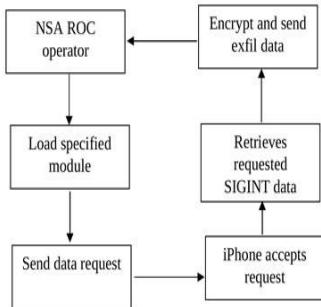 NSA ROC
operator
Load specified
module
Send data request
iPhone accepts
request
Retrieves
requested
SIGINT data
Encrypt and send
exfil data